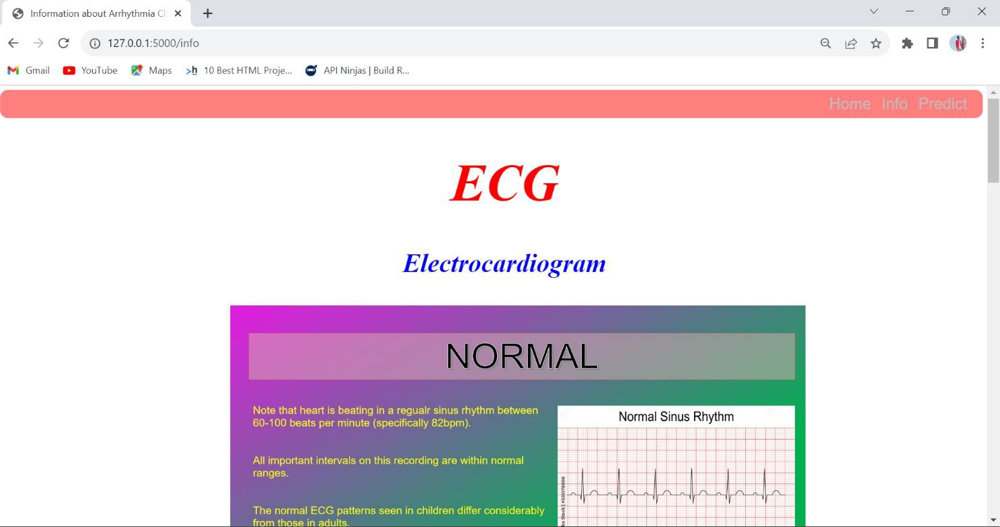 Information about Arrhythmia Cl
127.0.0.1:5000/info
Gmail YouTube Maps >h 10 Best HTML Proje... API Ninjas | Build R...
Home Info Predict
ECG
Electrocardiogram
NORMAL
Note that heart is beating in a regualr sinus rhythm between
60-100 beats per minute (specifically 82bpm).
All important intervals on this recording are within normal
ranges.
The normal ECG patterns seen in children differ considerably
from those in adults.
Normal Sinus Rhythm